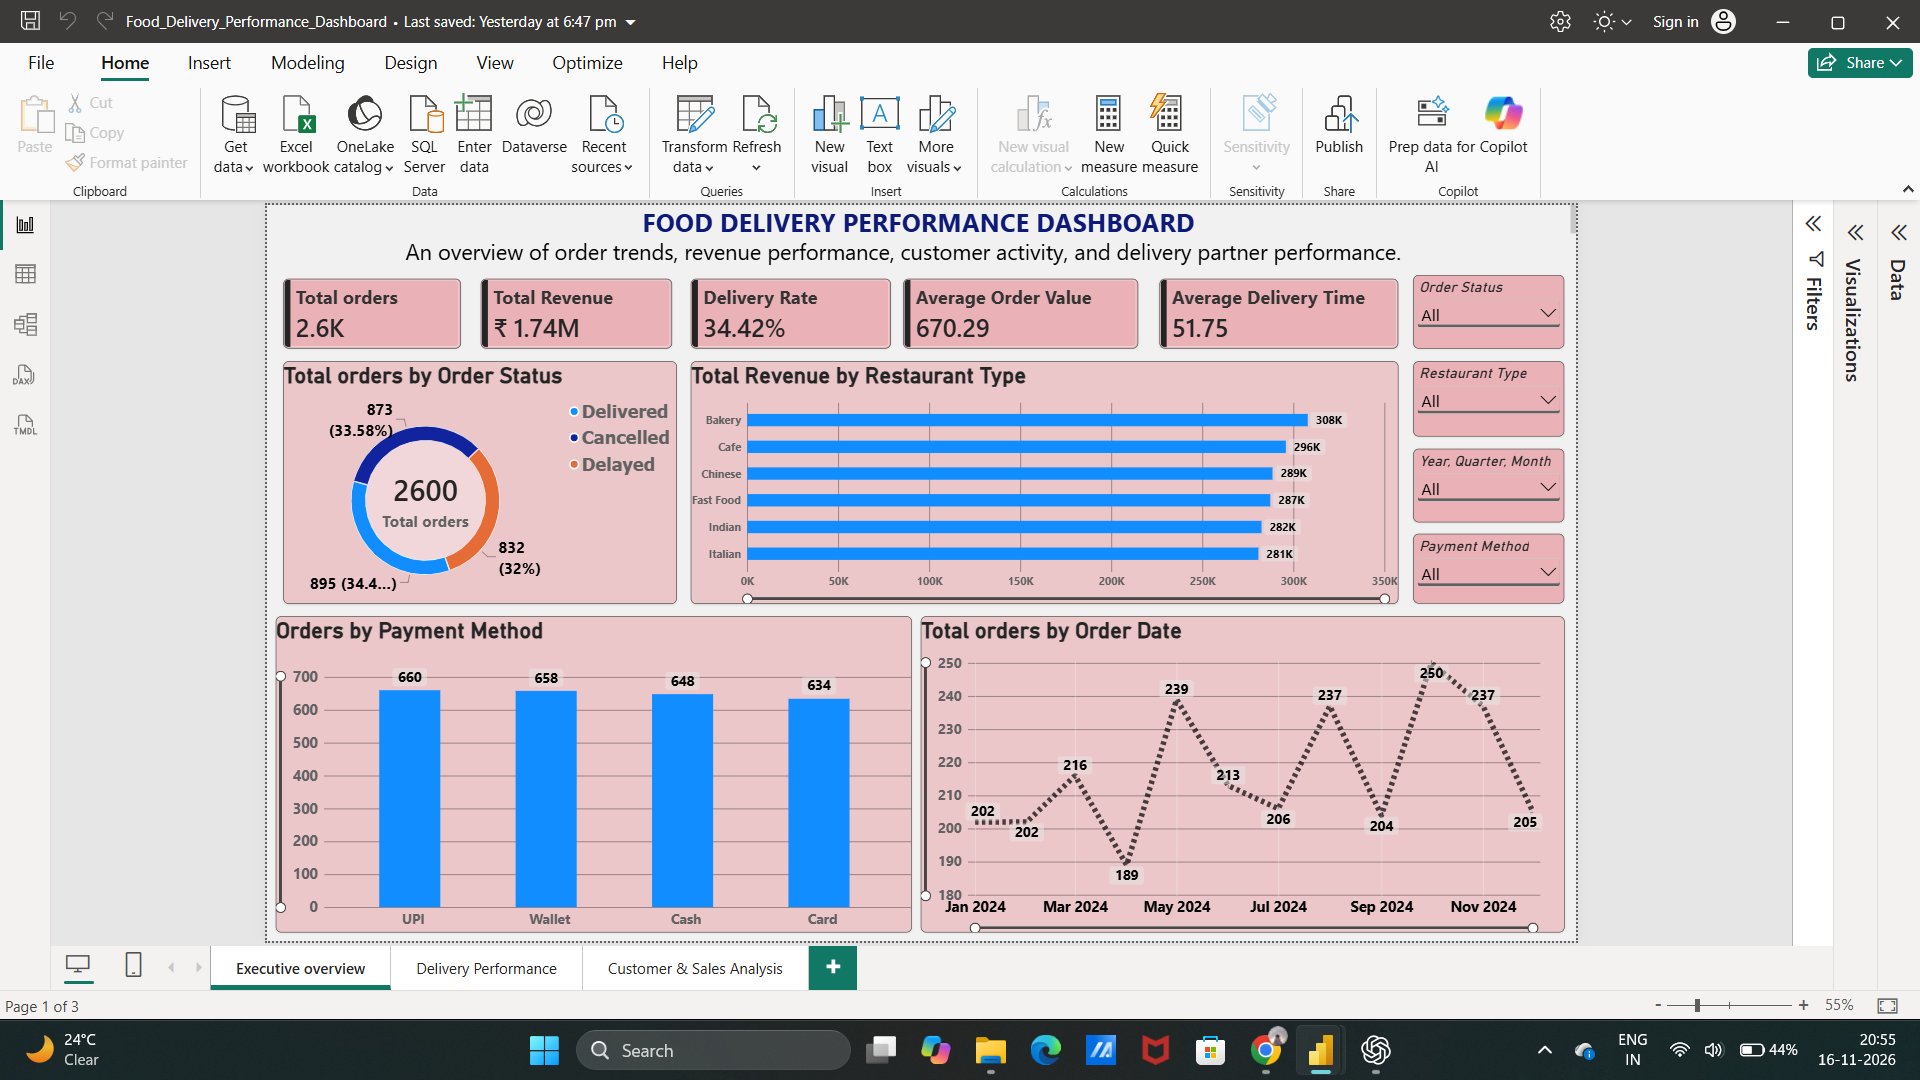 Food_Delivery_Performance_Dashboard • Last saved: Yesterday at 6:47 pm
Sign in
File Home Insert Modeling Design View Optimize Help
Share
Paste
Cut
Copy
Format painter
Clipboard
Get data
Excel workbook
OneLake catalog
SQL Server
Enter data
Dataverse
Recent sources
Data
Transform data
Refresh
Queries
New visual
Text box
More visuals
Insert
New visual calculation
New measure
Quick measure
Calculations
Sensitivity
Sensitivity
Publish
Share
Prep data for AI
Copilot
Copilot
FOOD DELIVERY PERFORMANCE DASHBOARD
An overview of order trends, revenue performance, customer activity, and delivery partner performance.
Total orders
2.6K
Total Revenue
₹ 1.74M
Delivery Rate
34.42%
Average Order Value
670.29
Average Delivery Time
51.75
Order Status
All
Restaurant Type
All
Year, Quarter, Month
All
Payment Method
All
Total orders by Order Status
873
(33.58%)
Delivered
Cancelled
Delayed
2600
Total orders
832
(32%)
895 (34.4...)
Total Revenue by Restaurant Type
Bakery 308K
Cafe 296K
Chinese 289K
Fast Food 287K
Indian 282K
Italian 281K
0K 50K 100K 150K 200K 250K 300K 350K
Orders by Payment Method
700
600
500
400
300
200
100
0
660 658 648 634
UPI Wallet Cash Card
Total orders by Order Date
250
240
230
220
210
200
190
180
202 202 216 189 239 213 206 237 204 250 237 205
Jan 2024 Mar 2024 May 2024 Jul 2024 Sep 2024 Nov 2024
Filters
Visualizations
Data
DAX
TMDL
Executive overview
Delivery Performance
Customer & Sales Analysis
+
Page 1 of 3
- + 55%
24°C
Clear
Search
ENG
IN
44%
20:55
16-11-2026